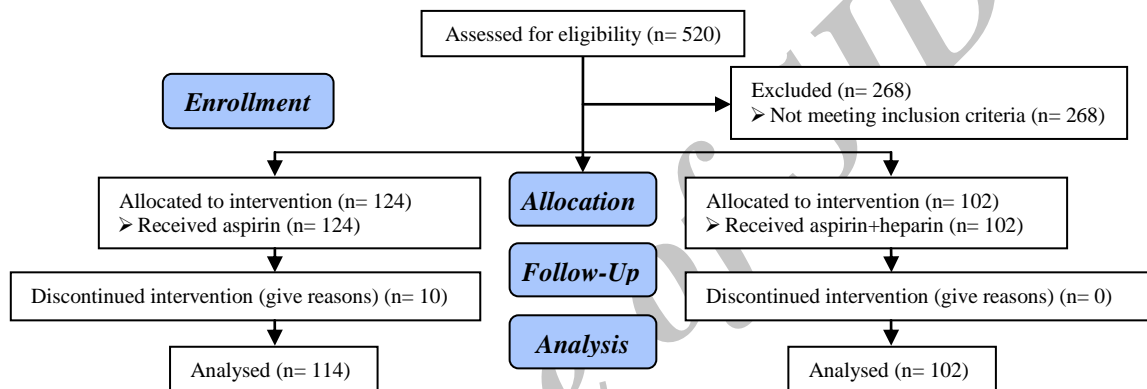 Assessed for eligibility (n= 520)
Enrollment
Excluded (n= 268)
➢ Not meeting inclusion criteria (n= 268)
Allocated to intervention (n= 124)
➢ Received aspirin (n= 124)
Allocation
Allocated to intervention (n= 102)
➢ Received aspirin+heparin (n= 102)
Follow-Up
Discontinued intervention (give reasons) (n= 10)
Discontinued intervention (give reasons) (n= 0)
Analysis
Analysed (n= 114)
Analysed (n= 102)